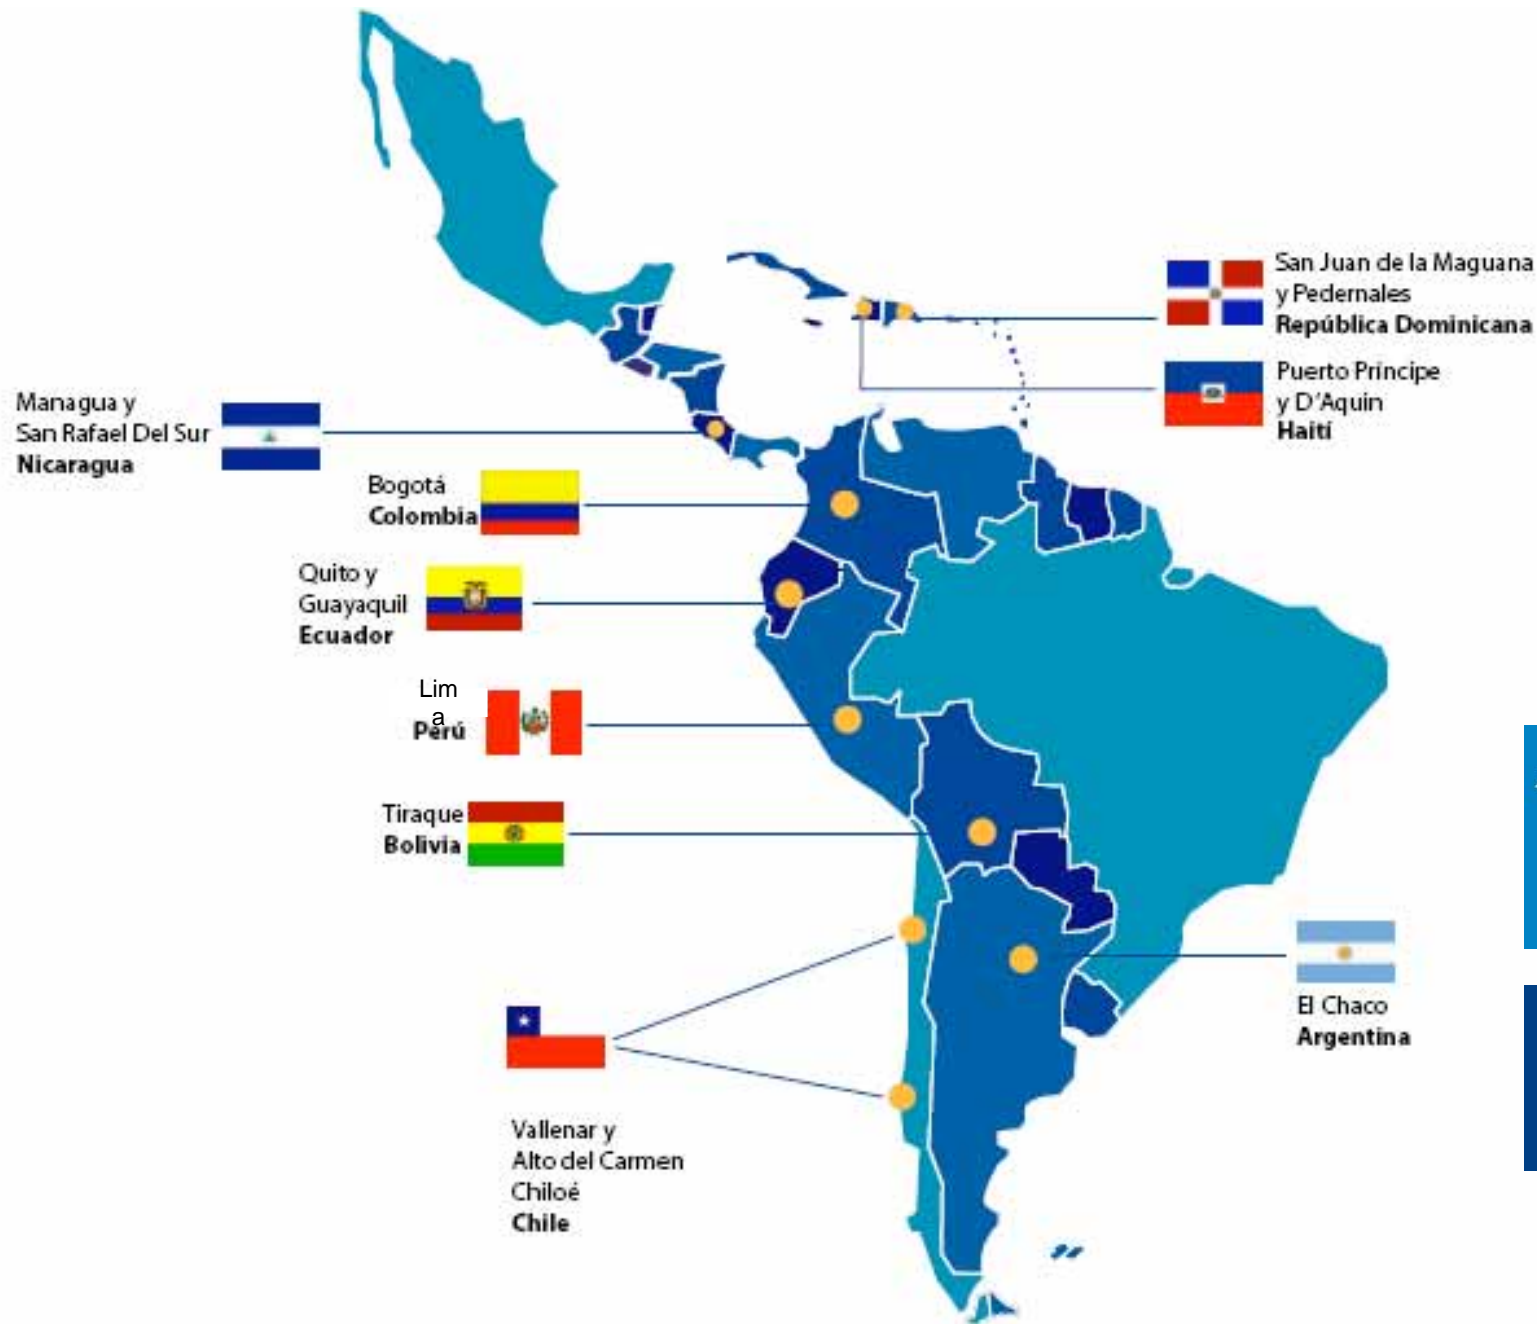 San Juan de la Maguana
y Pedernales
República Dominicana
Puerto Príncipe
y D'Aquin
Haití
Managua y
San Rafael Del Sur
Nicaragua
Bogotá
Colombia
Quito y
Guayaquil
Ecuador
Lim
a
Perú
Tiraque
Bolivia
El Chaco
Argentina
Vallenar y
Alto del Carmen
Chiloé
Chile